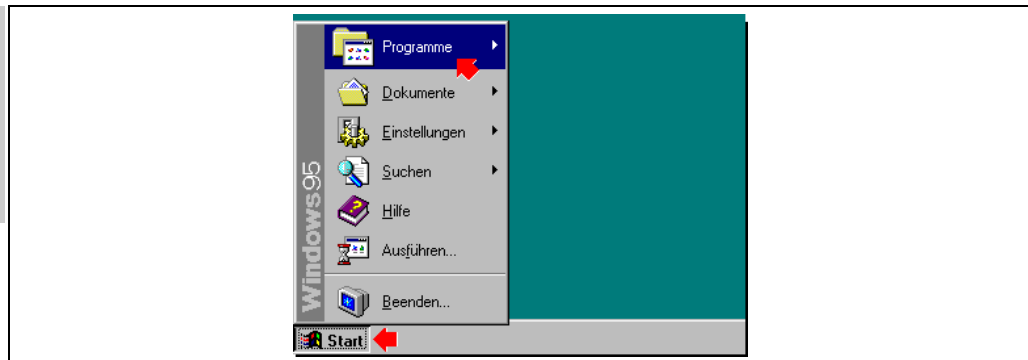 Programme
Dokumente
Einstellungen
Suchen
Hilfe
Ausführen...
Beenden...
Windows95
Start